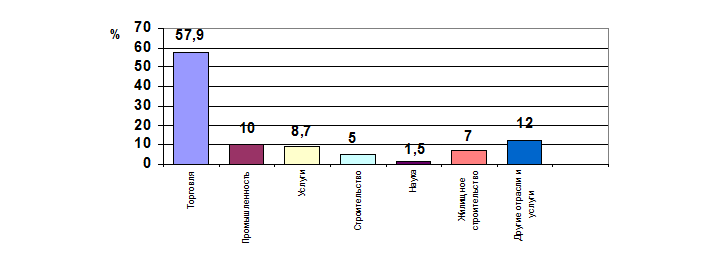 %
70
60
50
40
30
20
10
0
57,9
10
8,7
5
1,5
7
12
Торговля
Промышленность
Услуги
Строительство
Наука
Жилищное
строительство
Другие отрасли и
услуги